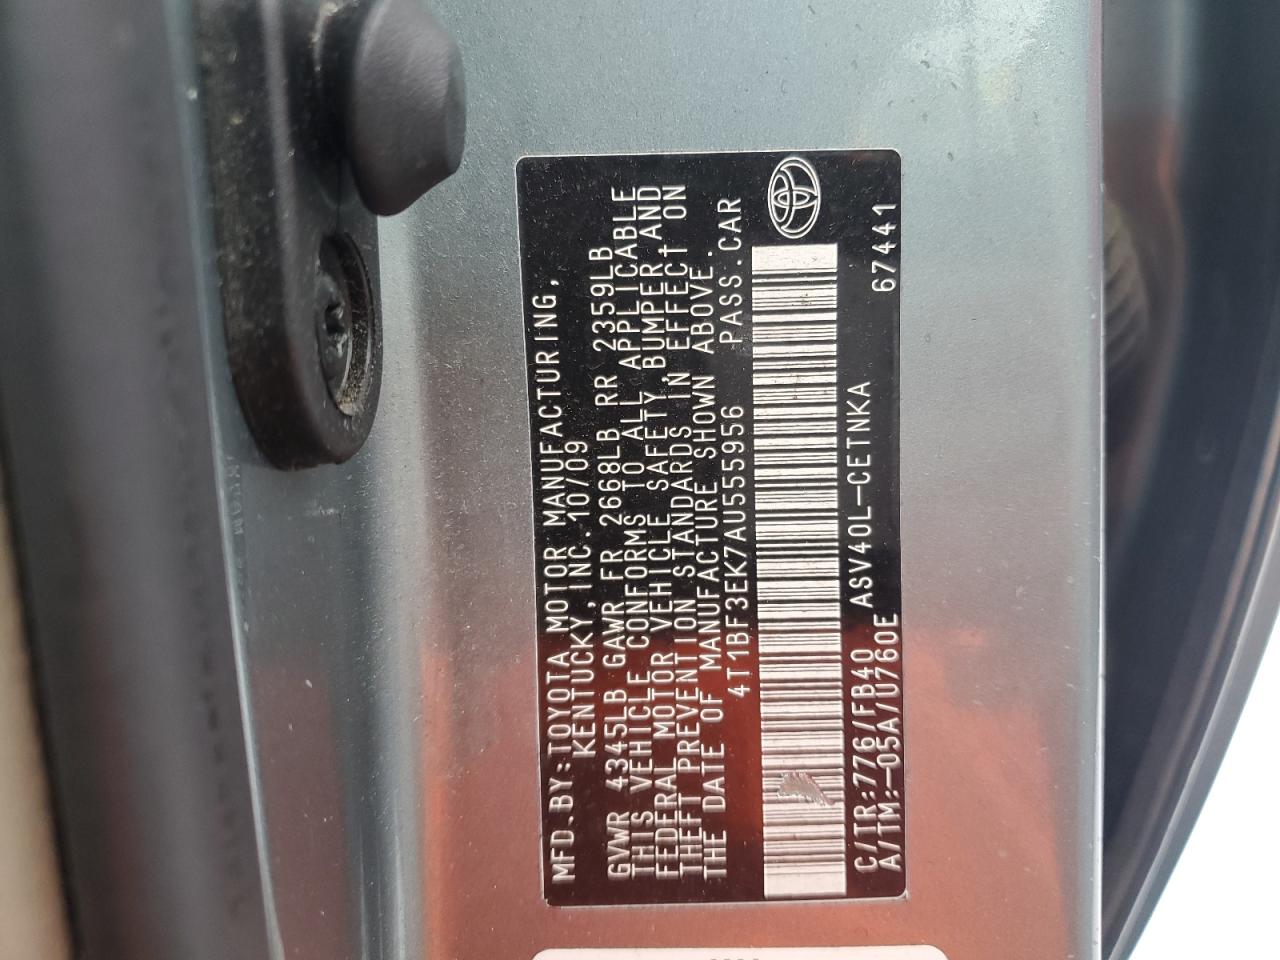 MFD.BY:TOYOTA MOTOR MANUFACTURING,
KENTUCKY,INC.10/09
GVWR 4345LB GAWR FR 2668LB RR 2359LB
THIS VEHICLE CONFORMS TO ALL APPLICABLE
FEDERAL MOTOR VEHICLE SAFETY,BUMPER,AND
THEFT PREVENTION STANDARDS IN EFFECT ON
THE DATE OF MANUFACTURE SHOWN ABOVE.
4T1BF3EK7AU555956 PASS.CAR
C/TR:776/FB40 ASV40L-CETNKA 67441
A/TM:-05A/U760E